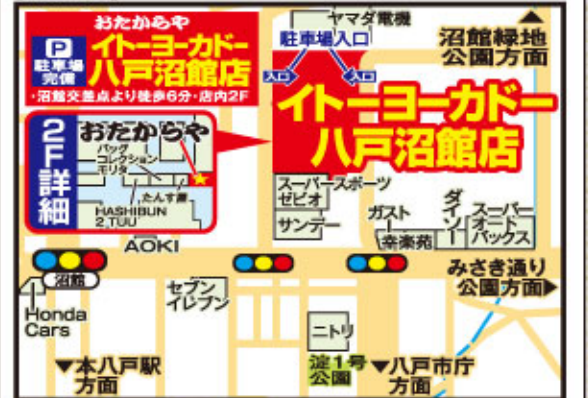 おたからや
P
駐車場
完備
イトーヨーカドー
八戸沼館店
・沼館交差点より徒歩6分・店内2F
ヤマダ電機
駐車場入口
入口
入口
沼館緑地
公園方面
イトーヨーカドー
八戸沼館店
2F詳細
おたからや
バッグ
コレクション
モリタ
たんす屋
HASHIBUN
2,TUU
スーパースポーツ
ゼビオ
サンデー
ガスト
幸楽苑
ダイソー
スーパー
オート
バックス
AOKI
沼館
みさき通り
公園方面▶
Honda
Cars
セブン
イレブン
ニトリ
淀1号
公園
▼本八戸駅
方面
▼八戸市庁
方面